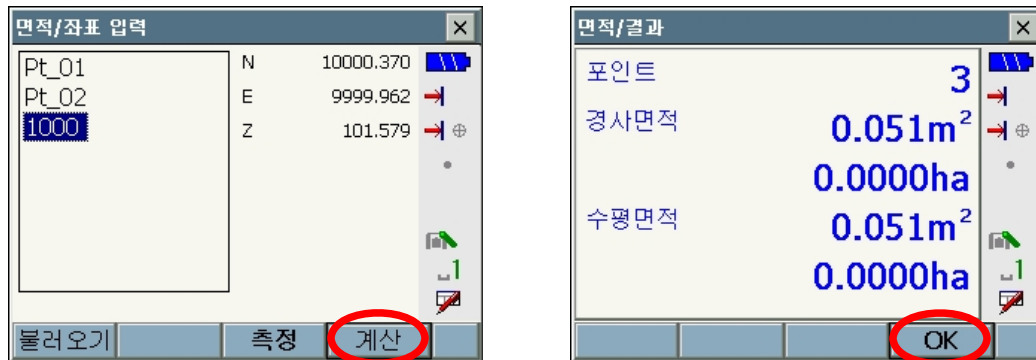 면적/좌표 입력
Pt_01
Pt_02
1000
N 10000.370
E 9999.962
Z 101.579
1
불러오기 측정 계산
면적/결과
포인트 3
경사면적 0.051m²
0.0000ha
수평면적 0.051m²
0.0000ha
1
OK